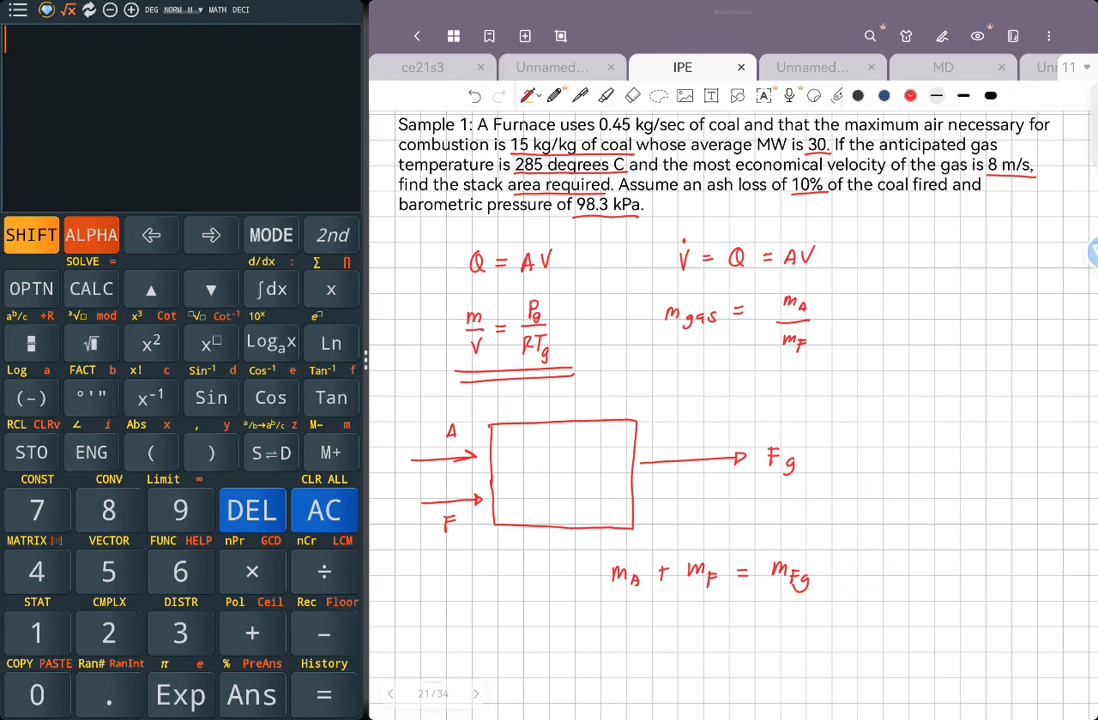 DEG NORM M MATH DECI
SHIFT ALPHA MODE 2nd
SOLVE = d/dx : ∑ ∏
OPTN CALC ▲ ▼ ∫dx x
a b/c ÷R ³√ mod x³ Cot Cot⁻¹ 10ˣ e
√ x² x Logₐx Ln
Log a FACT b x! c Sin⁻¹ d Cos⁻¹ e Tan⁻¹ f
(−) °'" x⁻¹ Sin Cos Tan
RCL CLRv ∠ i Abs x , y a/b→a b/c z M- m
STO ENG ( ) S⇌D M+
CONST CONV Limit ∞ CLR ALL
7 8 9 DEL AC
MATRIX VECTOR FUNC HELP nPr GCD nCr LCM
4 5 6 × ÷
STAT CMPLX DISTR Pol Ceil Rec Floor
1 2 3 + −
COPY PASTE Ran# RanInt π e % PreAns History
0 . Exp Ans =
ce21s3 × Unnamed... × IPE × Unnamed... × MD × Unn 11
Sample 1: A Furnace uses 0.45 kg/sec of coal and that the maximum air necessary for
combustion is 15 kg/kg of coal whose average MW is 30. If the anticipated gas
temperature is 285 degrees C and the most economical velocity of the gas is 8 m/s,
find the stack area required. Assume an ash loss of 10% of the coal fired and
barometric pressure of 98.3 kPa.
Q = AV V̇ = Q = AV
m/V = Pg/RTg mgas = mA/mF
A
F
Fg
mA + mF = mFg
21/34